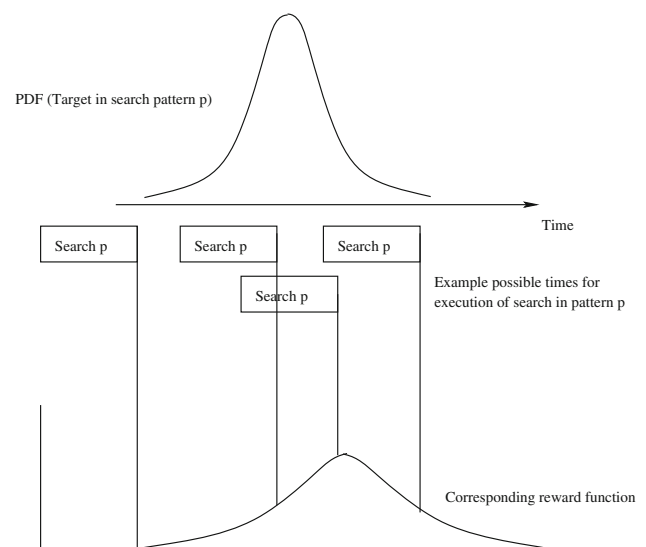 PDF (Target in search pattern p)
Time
Search p
Search p
Search p
Search p
Example possible times for
execution of search in pattern p
Corresponding reward function